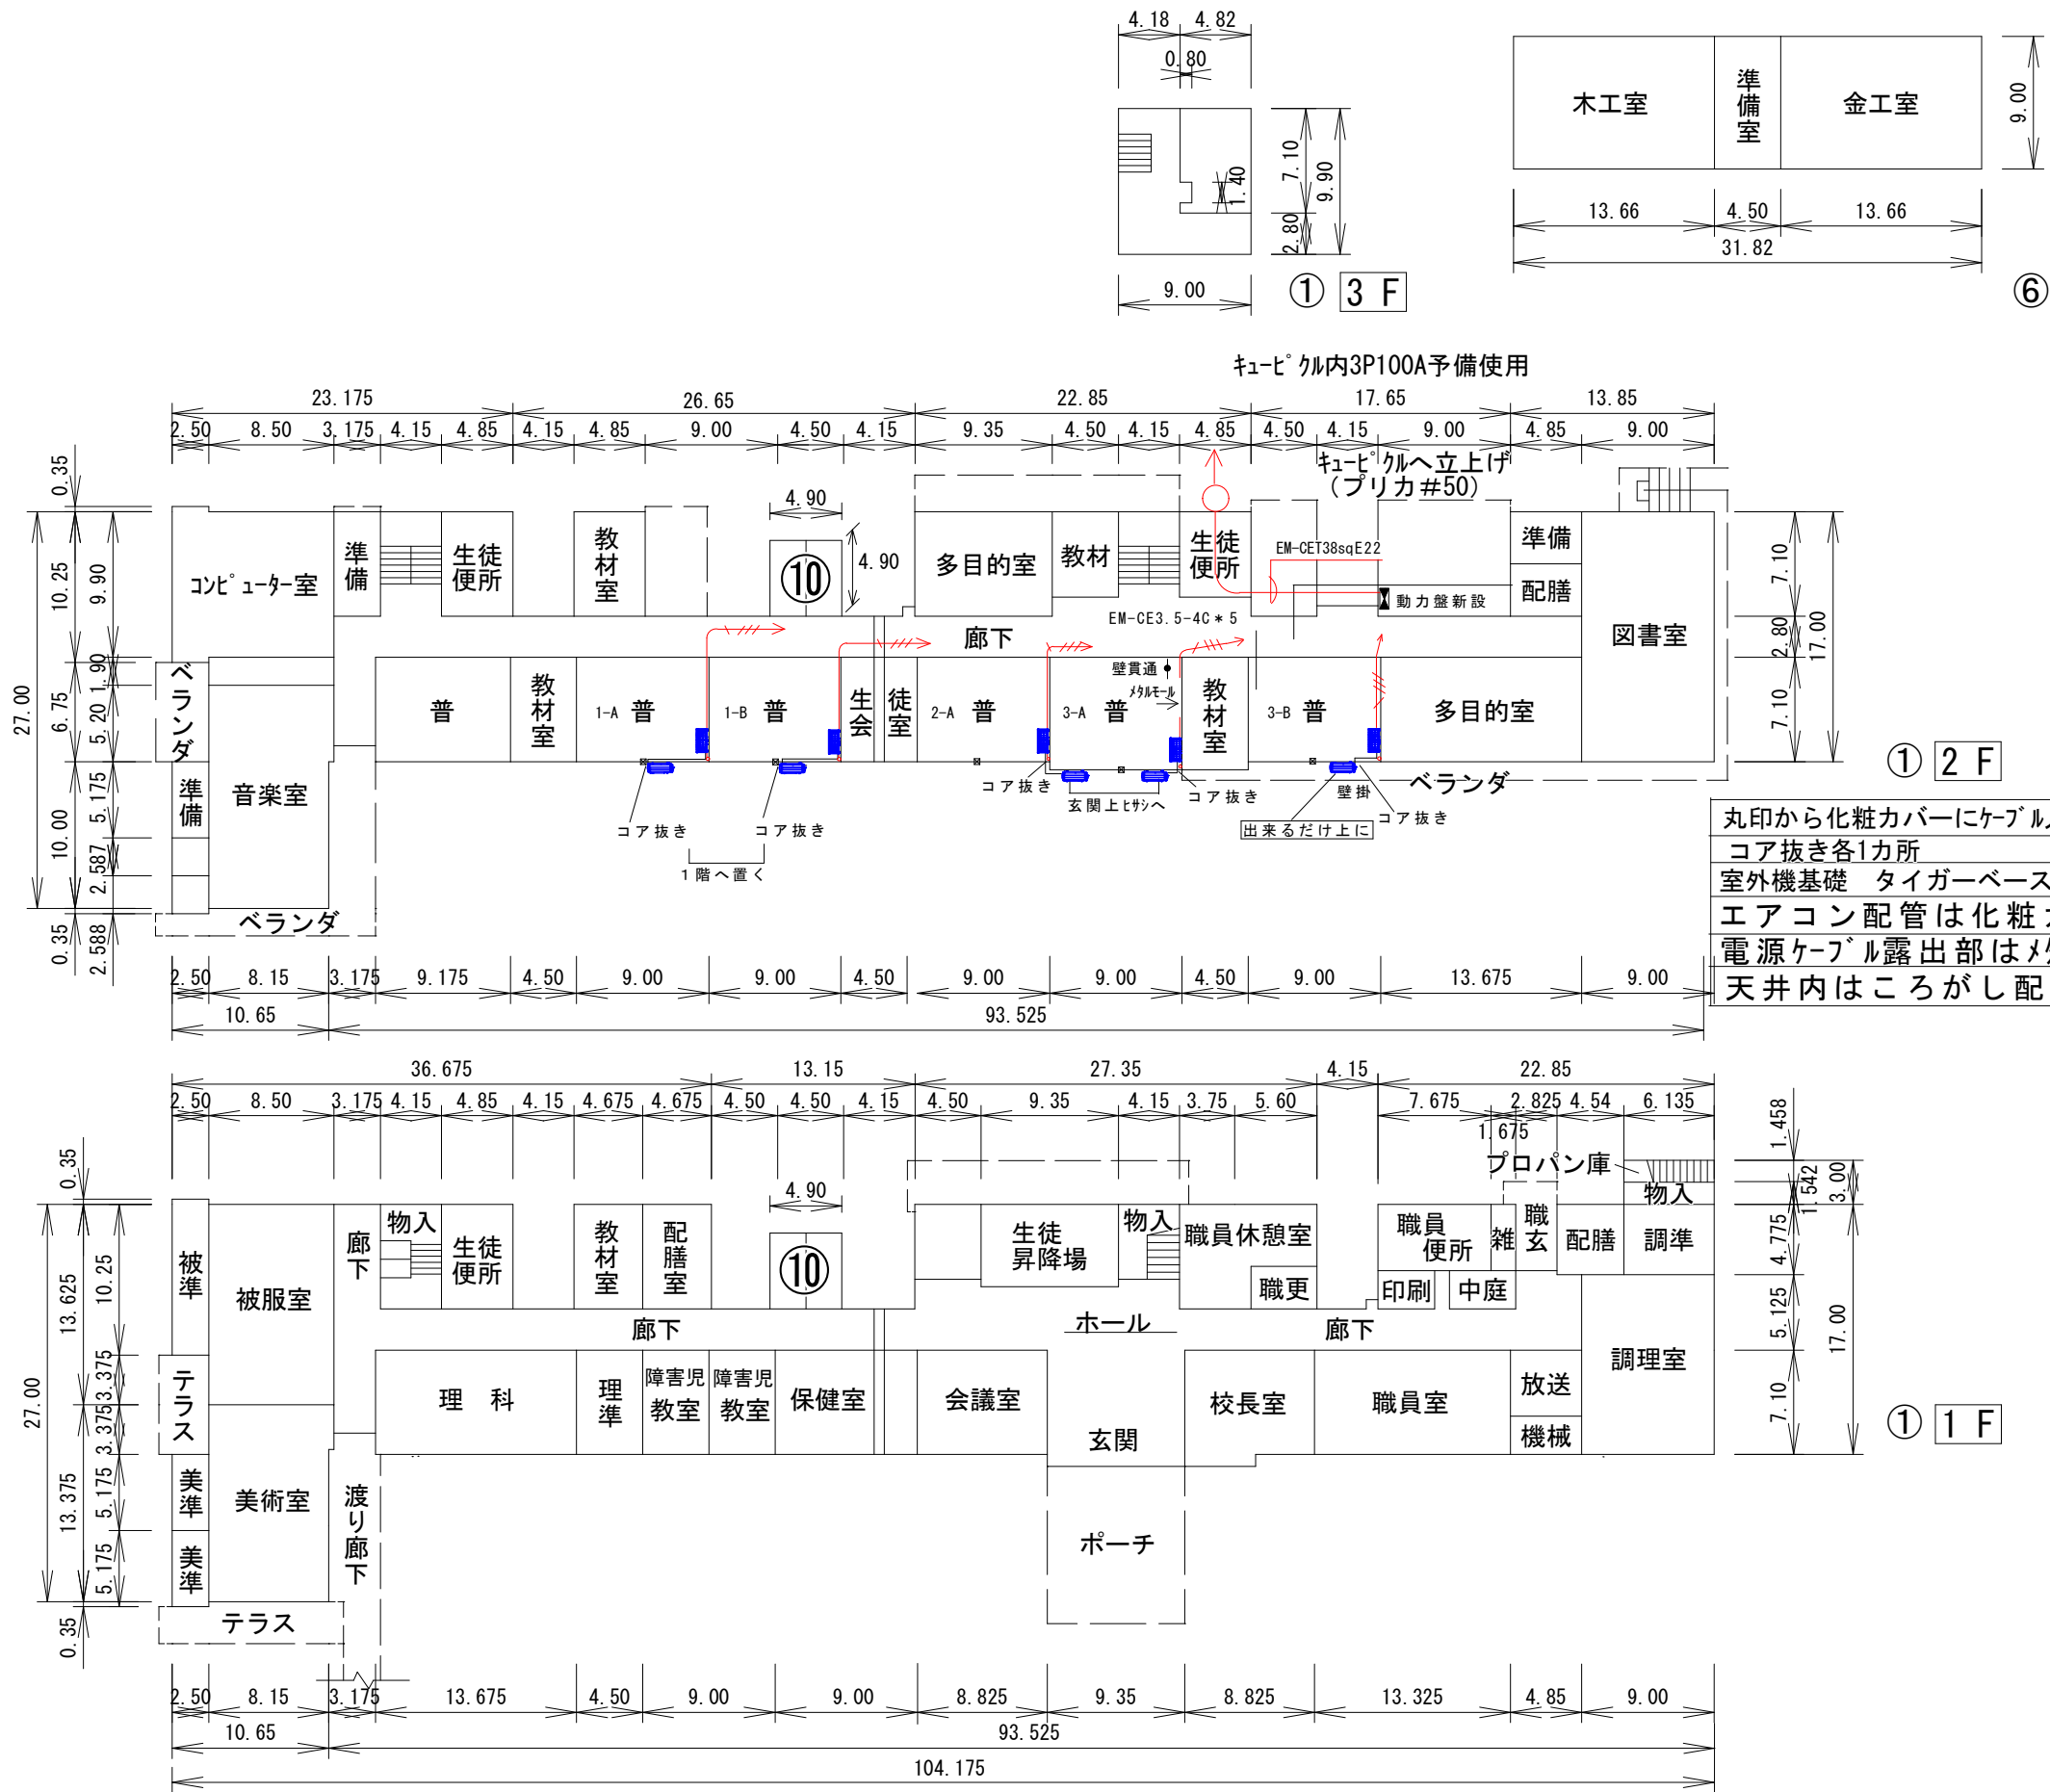 4.18 4.82
0.80
7.10
9.90
1.40
2.80
9.00
① 3 F
木工室 準備室 金工室
9.00
13.66 4.50 13.66
31.82
⑥
キュービクル内3P100A予備使用
23.175 26.65 22.85 17.65 13.85
2.50 8.50 3.175 4.15 4.85 4.15 4.85 9.00 4.50 4.15 9.35 4.50 4.15 4.85 4.50 4.15 9.00 4.85 9.00
キュービクルへ立上げ
(プリカ#50)
0.35
4.90
4.90
27.00
10.25 9.90
6.75 1.90
5.20
10.00 5.175
2.587
2.588
0.35
コンピューター室 準備 生徒便所 教材室 ⑩ 多目的室 教材 生徒便所 準備
EM-CET38sqE22
動力盤新設
配膳
EM-CE3.5-4C*5
廊下
図書室
7.10
2.80
7.10
17.00
壁貫通
メタルモール
ベランダ 普 教材室 1-A 普 1-B 普 生会 徒室 2-A 普 3-A 普 教材室 3-B 普 多目的室
準備 音楽室
コア抜き コア抜き コア抜き コア抜き コア抜き
玄関上ヒサシへ
壁掛
ベランダ
出来るだけ上に
1階へ置く
ベランダ
① 2 F
丸印から化粧カバーにケーブル
コア抜き各1カ所
室外機基礎 タイガーベース
エアコン配管は化粧
電源ケーブル露出部はメタ
天井内はころがし配
2.50 8.15 3.175 9.175 4.50 9.00 9.00 4.50 9.00 9.00 4.50 9.00 13.675 9.00
10.65 93.525
36.675 13.15 27.35 4.15 22.85
2.50 8.50 3.175 4.15 4.85 4.15 4.675 4.675 4.50 4.50 4.15 4.50 9.35 4.15 3.75 5.60 7.675 2.825 4.54 6.135
1.675
1.458
プロパン庫
物入
1.542
3.00
0.35
4.90
27.00
13.625 10.25
3.375
3.375
13.375 5.175
5.175
0.35
被準 被服室 廊下 物入 生徒便所 教材室 配膳室 ⑩ 生徒昇降場 物入 職員休憩室 職員便所 雑 職玄 配膳 調準
職更 印刷 中庭
廊下 ホール 廊下
4.775
5.125
7.10
17.00
テラス 理 科 理準 障害児教室 障害児教室 保健室 会議室 玄関 校長室 職員室 放送 調理室
機械
① 1 F
美準 美術室 渡り廊下
美準
ポーチ
テラス
2.50 8.15 3.175 13.675 4.50 9.00 9.00 8.825 9.35 8.825 13.325 4.85 9.00
10.65 93.525
104.175